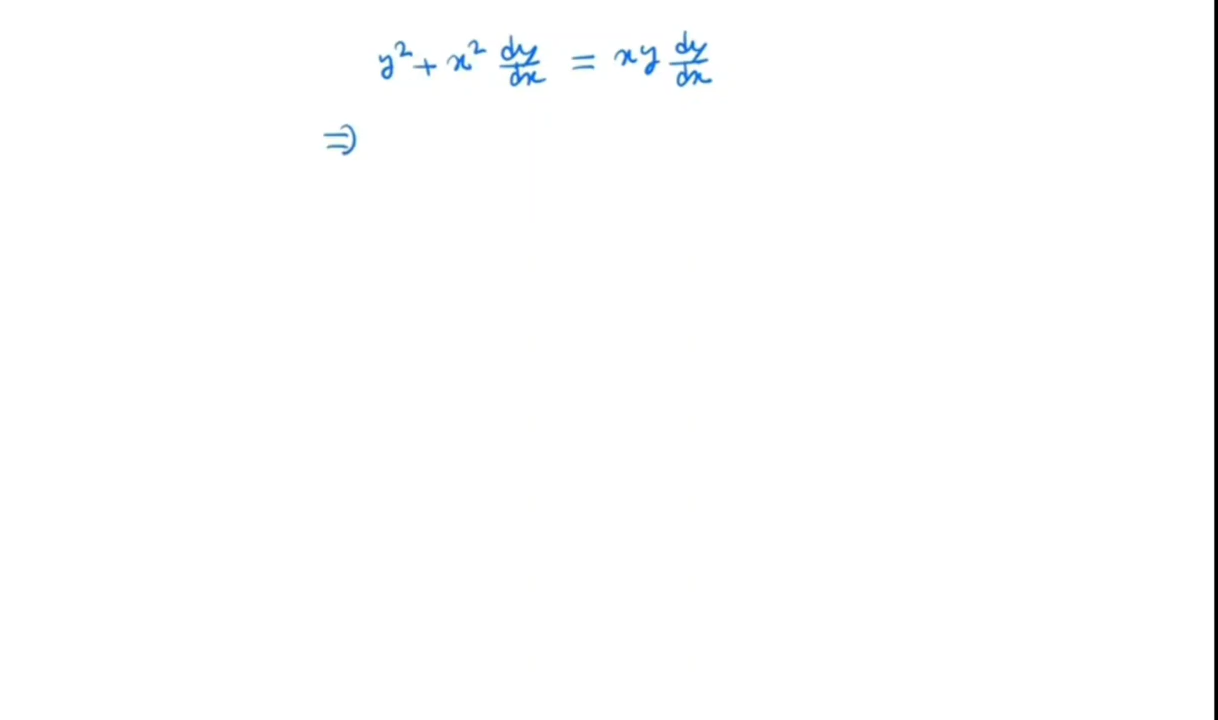 y² + x² dy/dx = xy dy/dx
⇒